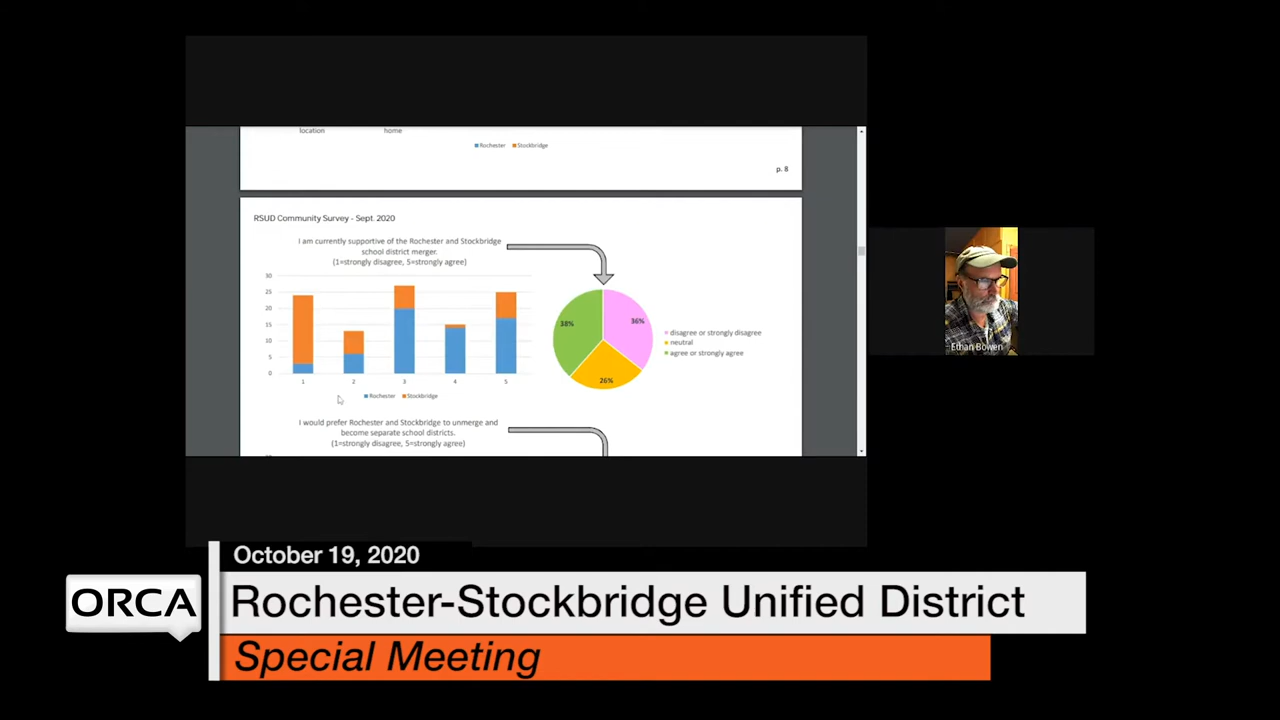 location home
Rochester Stockbridge
p. 8
RSUD Community Survey - Sept. 2020
I am currently supportive of the Rochester and Stockbridge
school district merger.
(1=strongly disagree, 5=strongly agree)
30
25
20
15
10
5
0
1 2 3 4 5
Rochester Stockbridge
38%
36%
26%
disagree or strongly disagree
neutral
agree or strongly agree
I would prefer Rochester and Stockbridge to unmerge and
become separate school districts.
(1=strongly disagree, 5=strongly agree)
Ethan Bowen
October 19, 2020
ORCA
Rochester-Stockbridge Unified District
Special Meeting